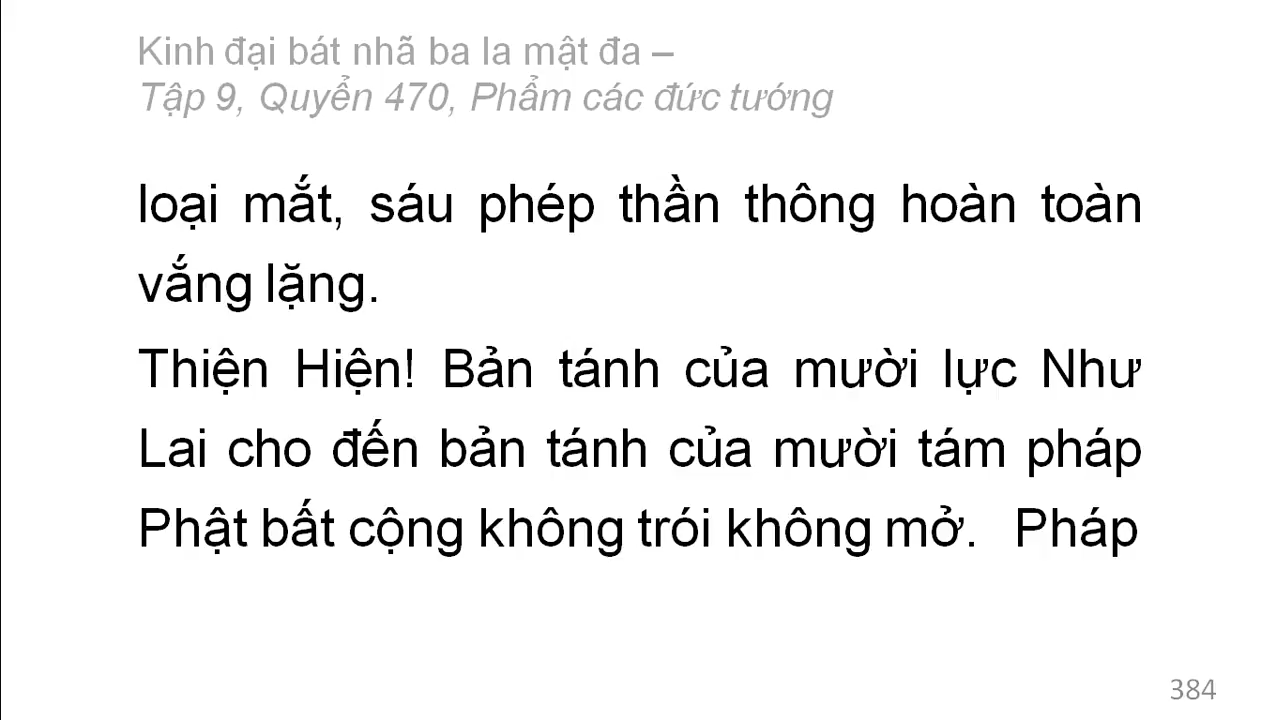 Kinh đại bát nhã ba la mật đa –
Tập 9, Quyển 470, Phẩm các đức tướng
loại mắt, sáu phép thần thông hoàn toàn
vắng lặng.
Thiện Hiện! Bản tánh của mười lực Như
Lai cho đến bản tánh của mười tám pháp
Phật bất cộng không trói không mở. Pháp
384